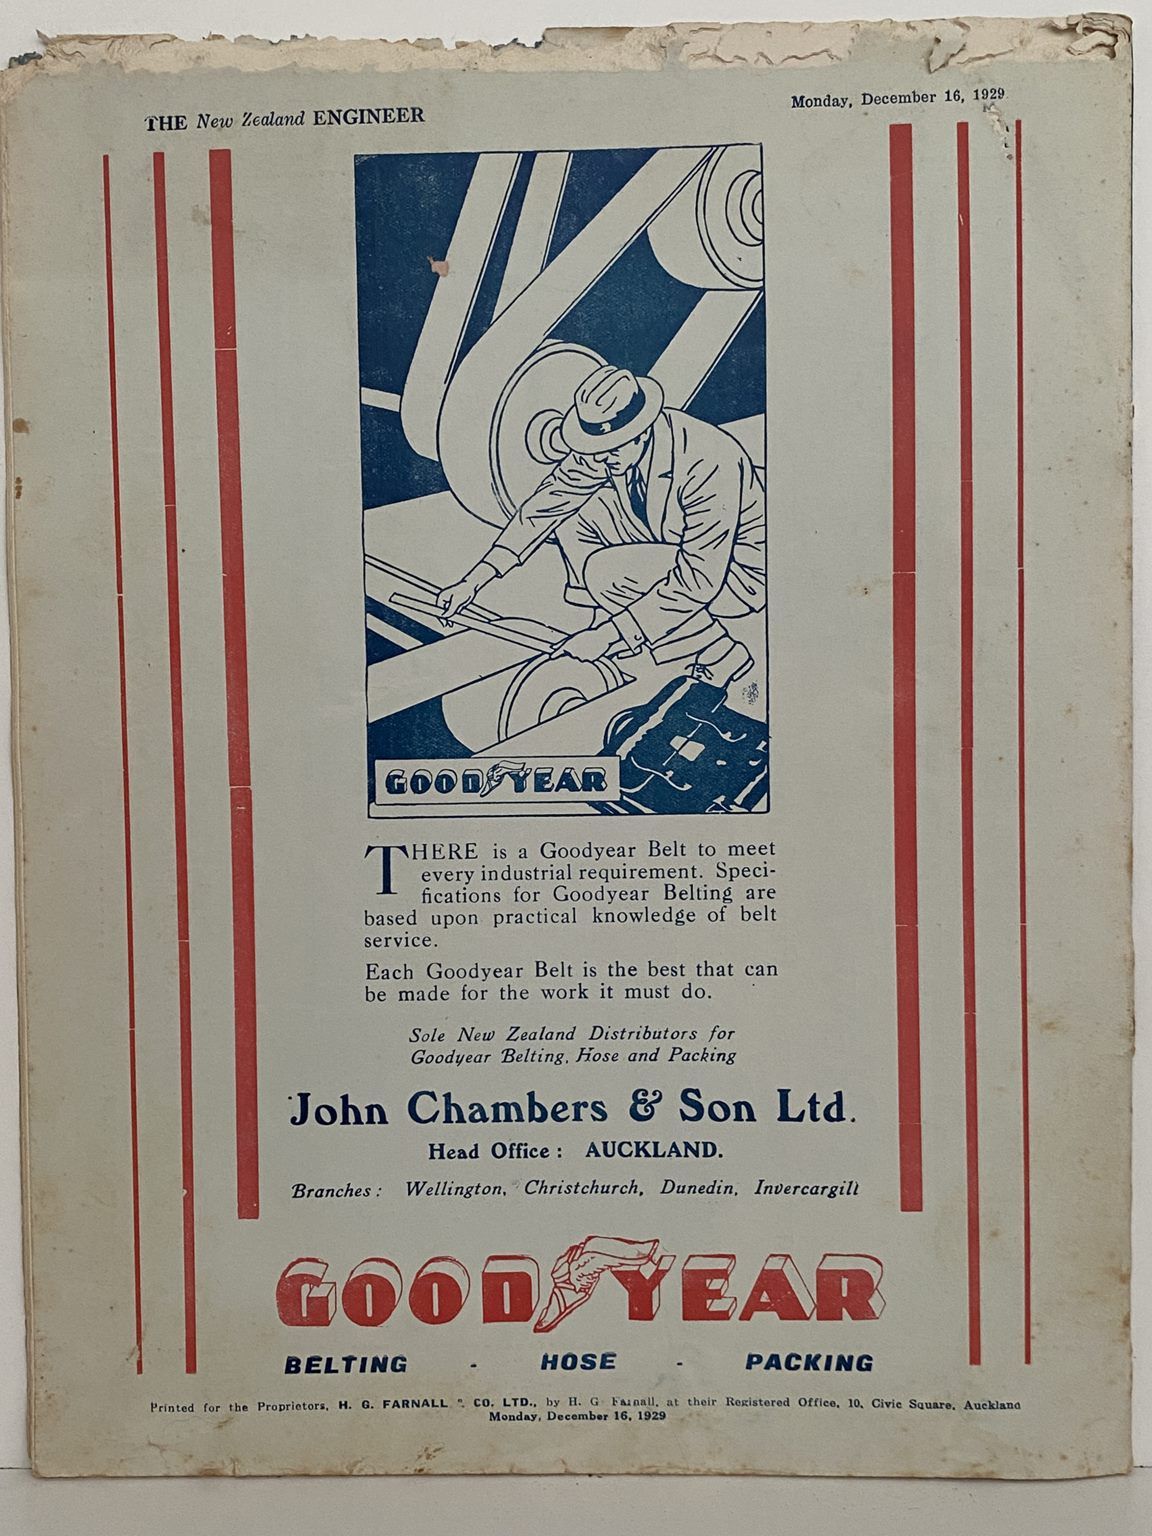 THE New Zealand ENGINEER
Monday, December 16, 1929
GOODYEAR
THERE is a Goodyear Belt to meet
every industrial requirement. Speci-
fications for Goodyear Belting are
based upon practical knowledge of belt
service.
Each Goodyear Belt is the best that can
be made for the work it must do.
Sole New Zealand Distributors for
Goodyear Belting, Hose and Packing
John Chambers & Son Ltd.
Head Office : AUCKLAND.
Branches : Wellington, Christchurch, Dunedin, Invercargill
GOODYEAR
BELTING - HOSE - PACKING
Printed for the Proprietors, H. G. FARNALL CO. LTD., by H. G. Farnall, at their Registered Office, 10, Civic Square, Auckland
Monday, December 16, 1929